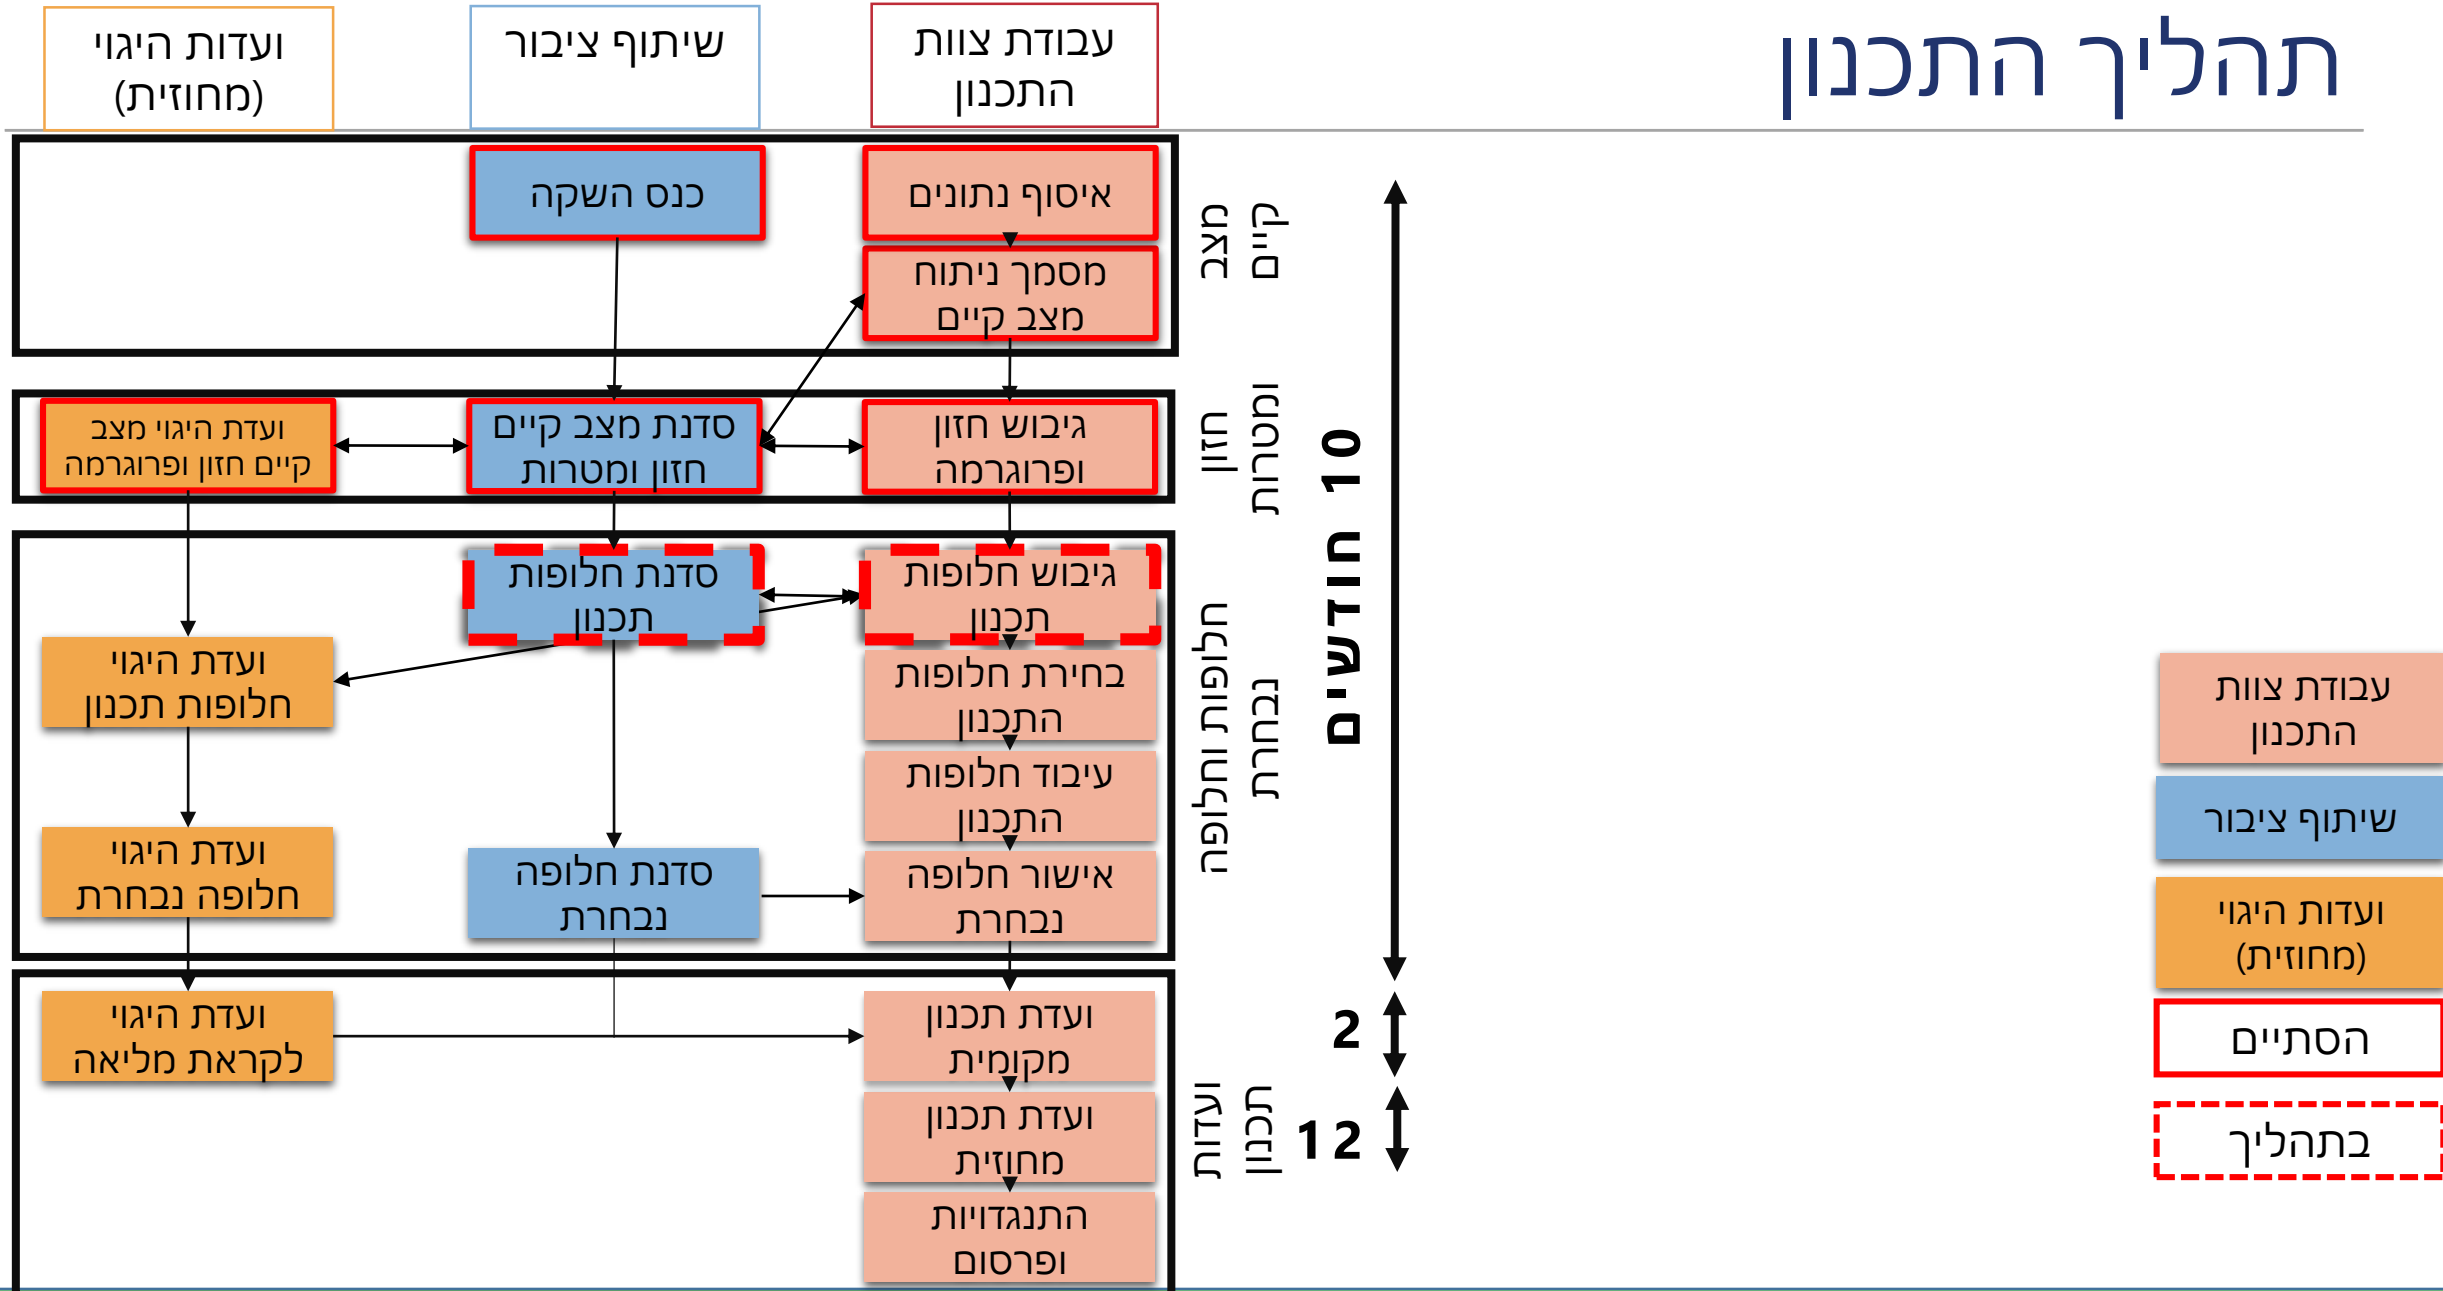 תהליך התכנון
עבודת צוות
התכנון
שיתוף ציבור
ועדות היגוי
(מחוזית)
מצב
קיים
איסוף נתונים
כנס השקה
מסמך ניתוח
מצב קיים
חזון
ומטרות
גיבוש חזון
ופרוגרמה
סדנת מצב קיים
חזון ומטרות
ועדת היגוי מצב
קיים חזון ופרוגרמה
חלופות וחלופה
נבחרת
גיבוש חלופות
תכנון
סדנת חלופות
תכנון
בחירת חלופות
התכנון
ועדת היגוי
חלופות תכנון
עיבוד חלופות
התכנון
אישור חלופה
נבחרת
סדנת חלופה
נבחרת
ועדת היגוי
חלופה נבחרת
ועדות
תכנון
ועדת תכנון
מקומית
ועדת היגוי
לקראת מליאה
ועדת תכנון
מחוזית
התנגדויות
ופרסום
10 חודשים
2
12
עבודת צוות
התכנון
שיתוף ציבור
ועדות היגוי
(מחוזית)
הסתיים
בתהליך